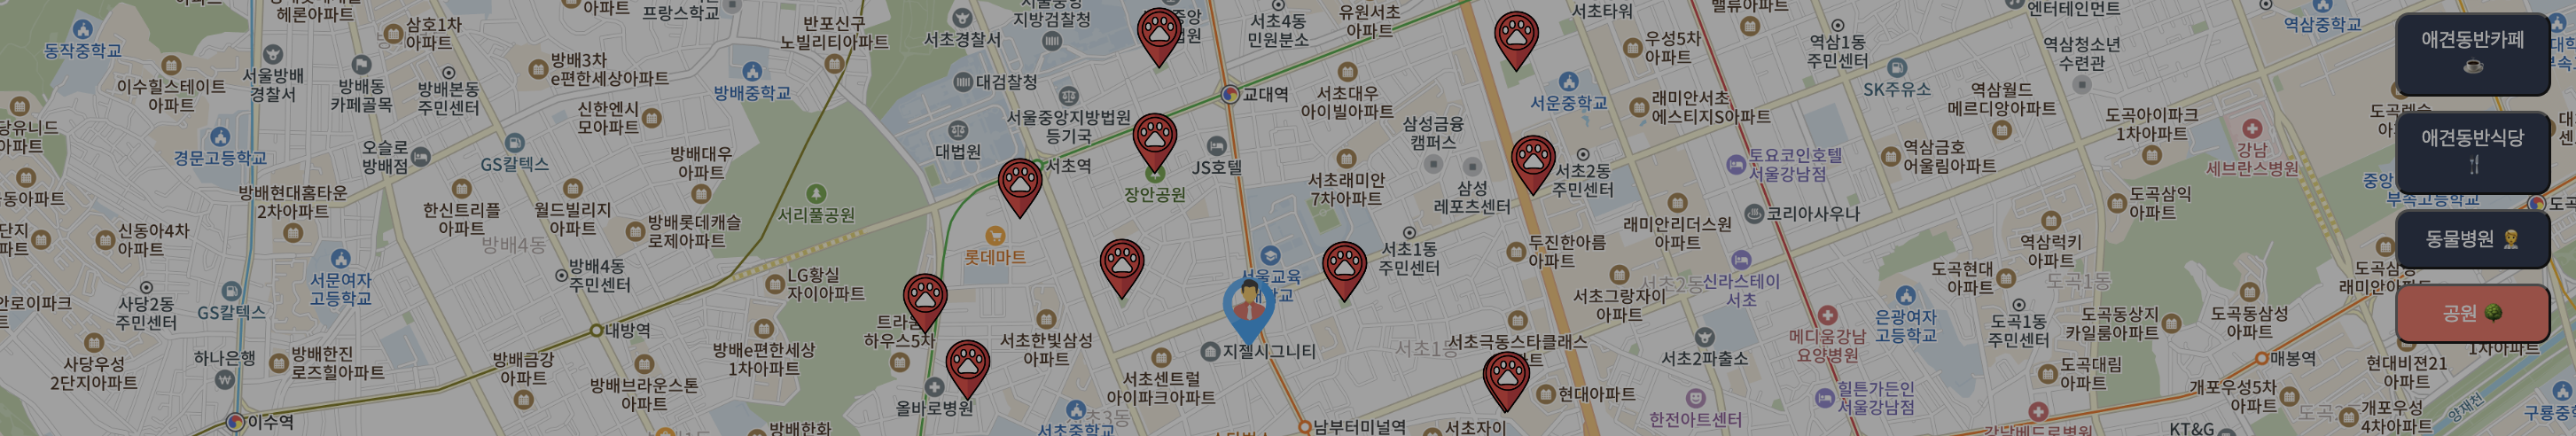 헤론아파트
아파트
프랑스학교
반포신구
노빌리티아파트
지방검찰청
서초4동
민원분소
유원서초
아파트
서초타워
밸류아파트
엔터테인먼트
역삼중학교
동작중학교
삼호1차
아파트
서초경찰서
우성5차
아파트
역삼1동
주민센터
역삼청소년
수련관
애견동반카페
이수힐스테이트
아파트
서울방배
경찰서
방배동
카페골목
방배본동
주민센터
방배3차
e편한세상아파트
방배중학교
대검찰청
교대역
서초대우
아이빌아파트
서운중학교
래미안서초
에스티지S아파트
SK주유소
역삼월드
메르디앙아파트
도곡아이파크
1차아파트
신한엔시
모아파트
서울중앙지방법원
등기국
삼성금융
캠퍼스
애견동반식당
경문고등학교
오슬로
방배점
GS칼텍스
방배대우
아파트
대법원
서초역
JS호텔
장안공원
서초래미안
7차아파트
삼성
레포츠센터
서초2동
주민센터
토요코인호텔
서울강남점
역삼금호
어울림아파트
강남
세브란스병원
방배현대홈타운
2차아파트
한신트리플
아파트
월드빌리지
아파트
방배롯데캐슬
로제아파트
서리풀공원
래미안리더스원
아파트
코리아사우나
도곡삼익
아파트
부속고등학교
신동아4차
아파트
방배4동
롯데마트
서초1동
주민센터
두진한아름
아파트
역삼럭키
아파트
동물병원
서문여자
고등학교
방배4동
주민센터
LG황실
자이아파트
서초2동
서초그랑자이
아파트
신라스테이
서초
도곡현대
아파트
도곡1동
사당2동
주민센터
GS칼텍스
내방역
하우스5차
서초한빛삼성
아파트
지젤시그니티
서초극동스타클래스
메디움강남
요양병원
은광여자
고등학교
도곡1동
주민센터
도곡동상지
카일룸아파트
도곡동삼성
아파트
공원
사당우성
2단지아파트
하나은행
방배한진
로즈힐아파트
방배금강
아파트
방배e편한세상
1차아파트
방배브라운스톤
아파트
올바로병원
서초센트럴
아이파크아파트
현대아파트
서초2파출소
한전아트센터
힐튼가든인
서울강남점
도곡대림
아파트
매봉역
현대비젼21
아파트
1차아파트
개포우성5차
아파트
개포우성
4차아파트
양재천
이수역
방배한화
서초중학교
남부터미널역
서초자이
강남베드로병원
KT&G